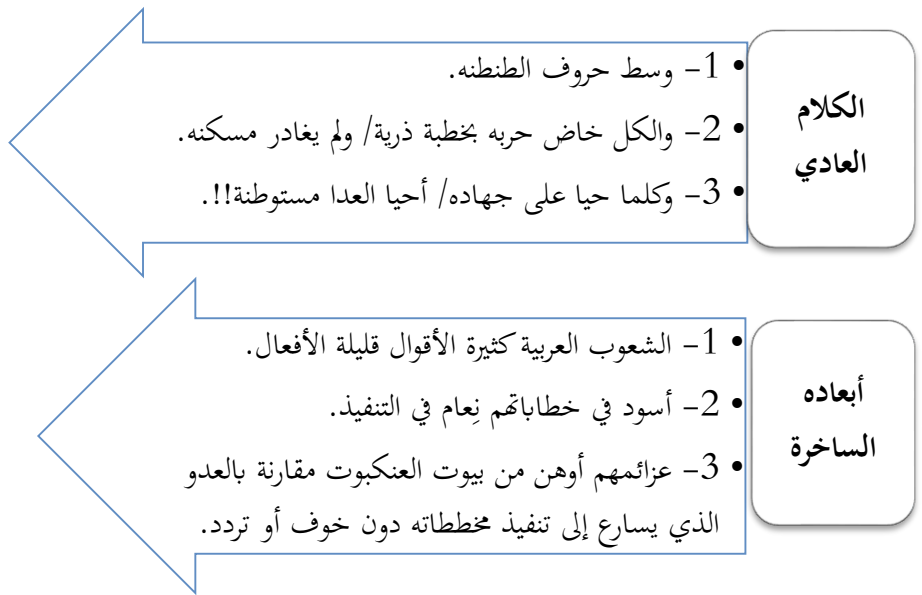 الكلام
العادي
• 1- وسط حروف الطنطنه.
• 2- والكل خاض حربه بخطبة ذرية/ ولم يغادر مسكنه.
• 3- وكلما حيا على جهاده/ أحيا العدا مستوطنة!!.
أبعاده
الساخرة
• 1- الشعوب العربية كثيرة الأقوال قليلة الأفعال.
• 2- أسود في خطاباتهم نِعام في التنفيذ.
• 3- عزائمهم أوهن من بيوت العنكبوت مقارنة بالعدو
الذي يسارع إلى تنفيذ مخططاته دون خوف أو تردد.